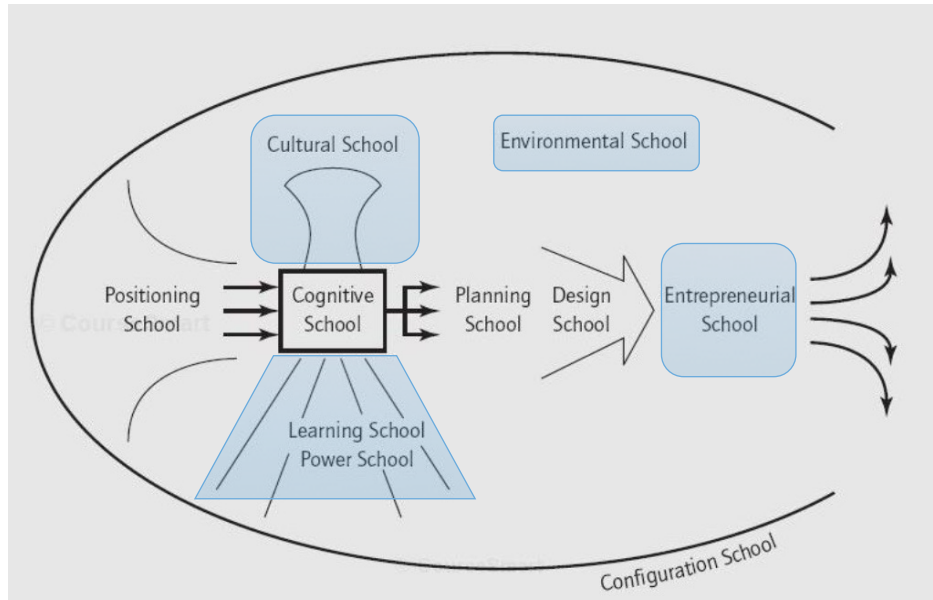 Cultural School
Environmental School
Positioning
School
Cognitive
School
Planning
School
Design
School
Entrepreneurial
School
© CourseSmart
Learning School
Power School
Configuration School